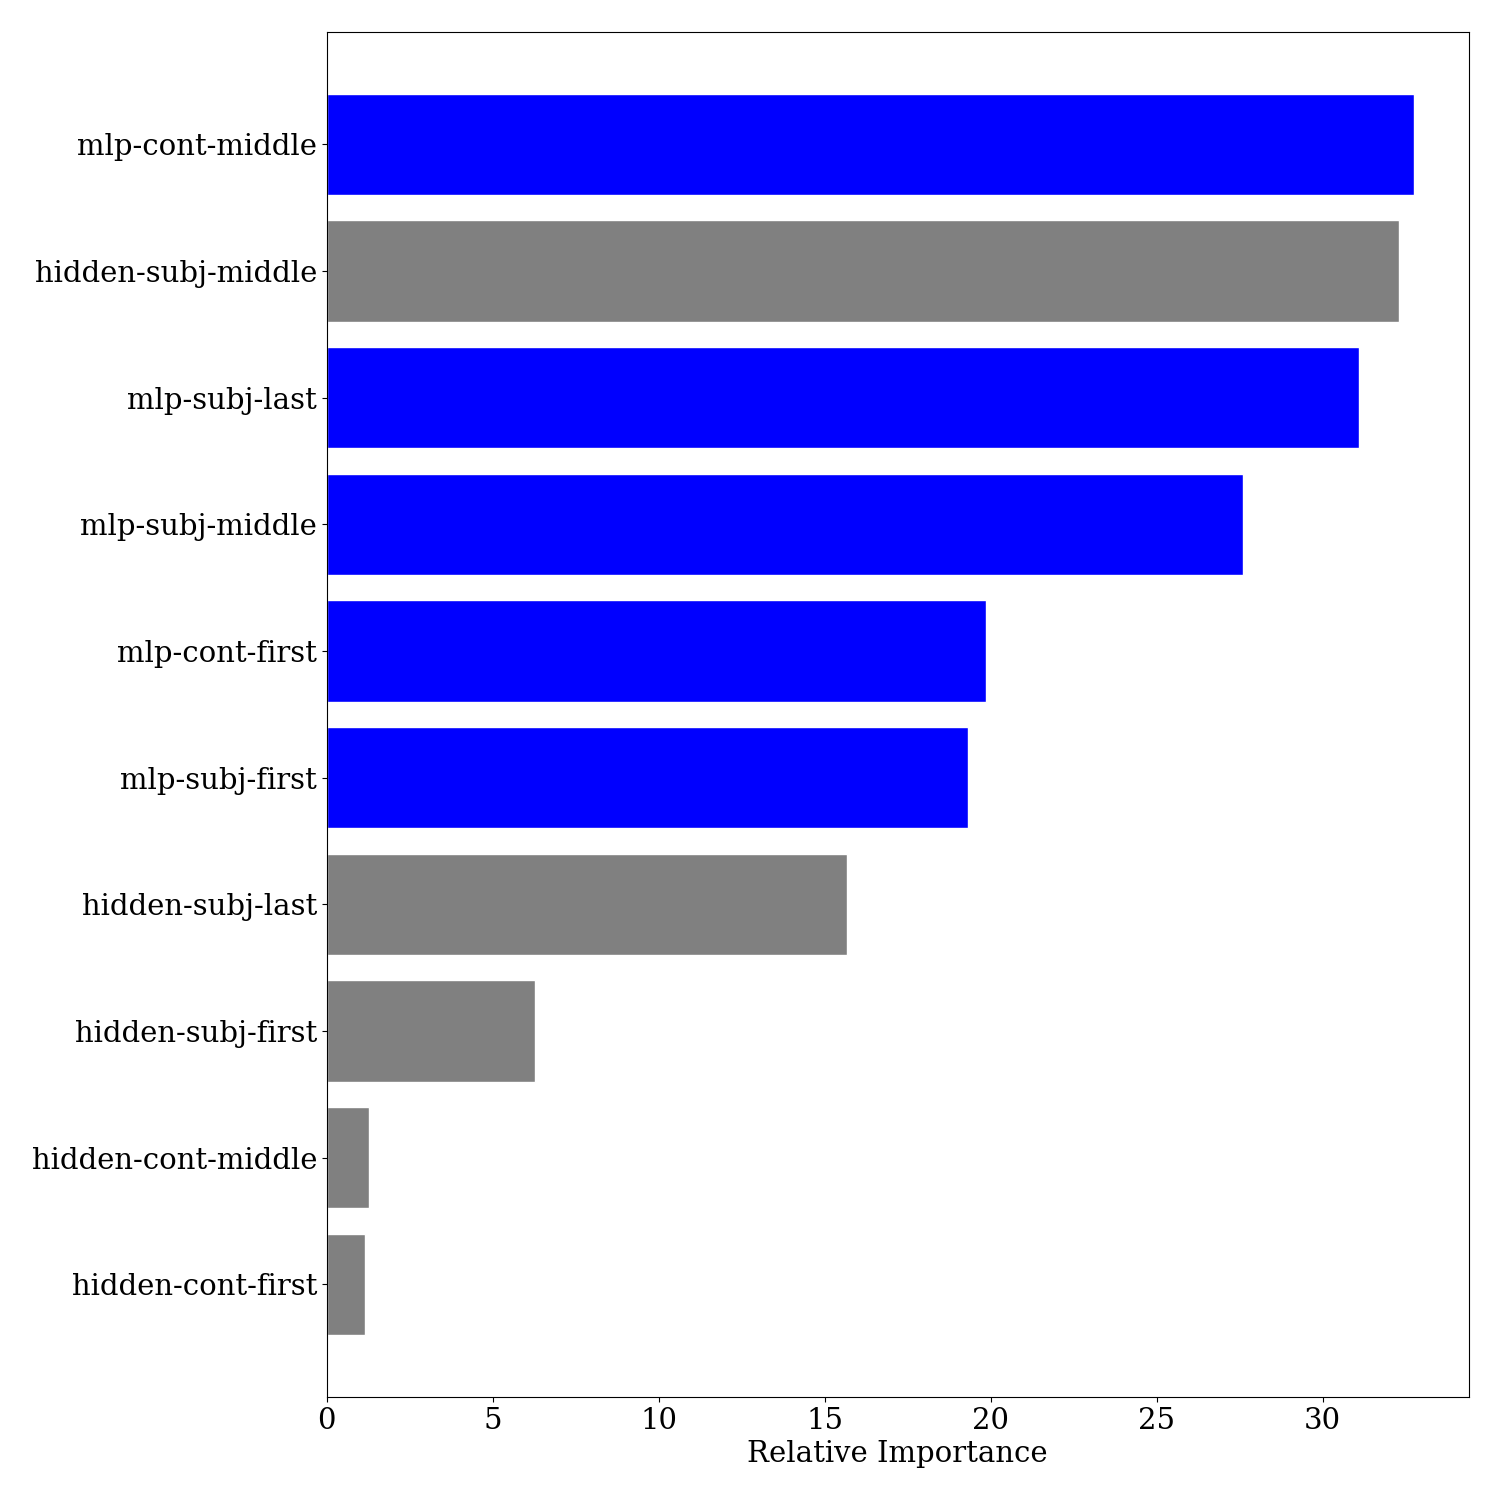 mlp-cont-middle
hidden-subj-middle
mlp-subj-last
mlp-subj-middle
mlp-cont-first
mlp-subj-first
hidden-subj-last
hidden-subj-first
hidden-cont-middle
hidden-cont-first
0 5 10 15 20 25 30
Relative Importance